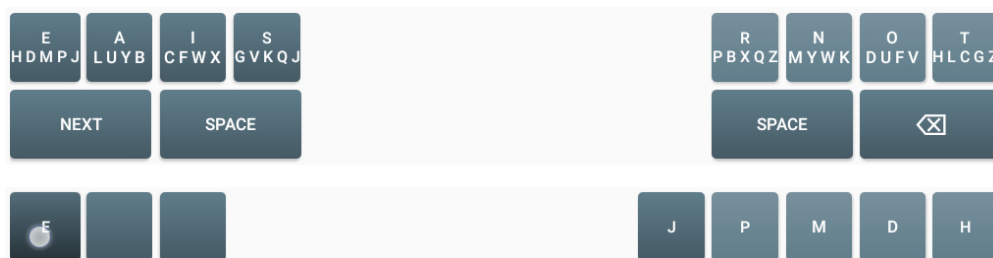 E A I S R N O T
HDMPJ LUYB CFWX GVKQJ PBXQZ MYWK DUFV HLCGZ
NEXT SPACE SPACE
E J P M D H